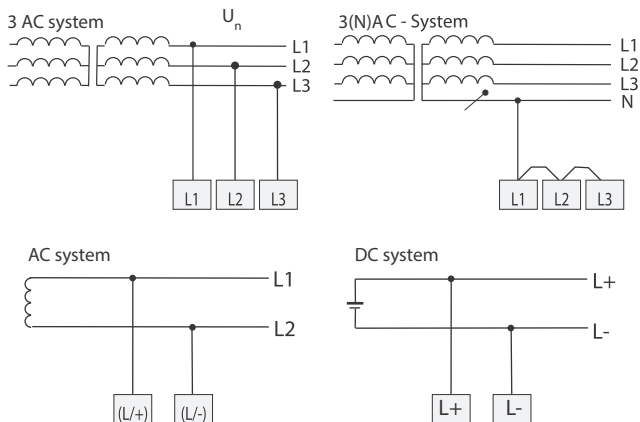 3 AC system
Un
L1
L2
L3
L1 L2 L3
3(N)A C - System
L1
L2
L3
N
L1 L2 L3
AC system
L1
L2
(L/+) (L/-)
DC system
L+
L-
L+ L-